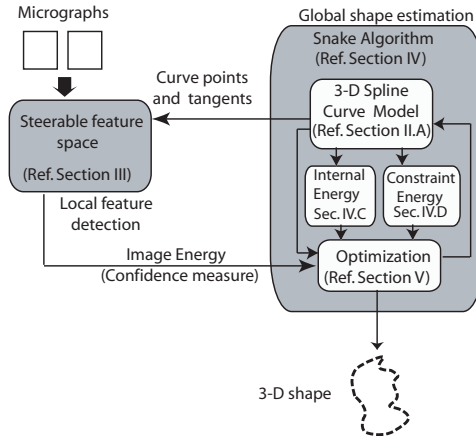 Micrographs
Global shape estimation
Snake Algorithm
(Ref. Section IV)
Curve points
and tangents
3-D Spline
Curve Model
(Ref. Section II.A)
Steerable feature
space
(Ref. Section III)
Internal
Energy
Sec. IV.C
Constraint
Energy
Sec. IV.D
Local feature
detection
Image Energy
(Confidence measure)
Optimization
(Ref. Section V)
3-D shape